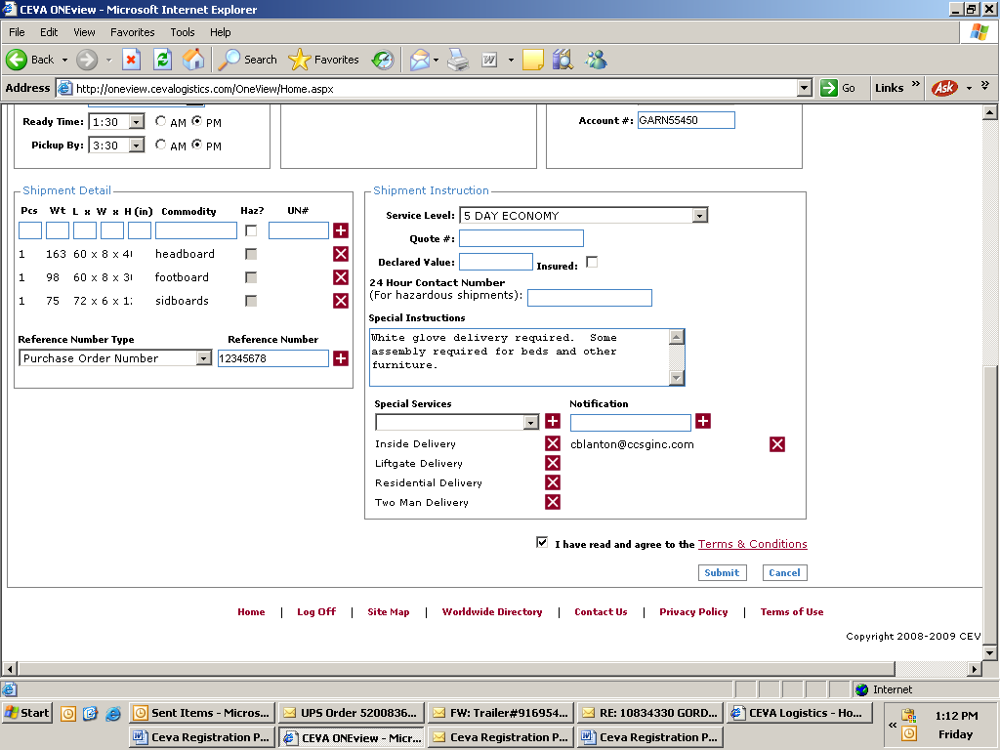 CEVA ONEview - Microsoft Internet Explorer
File Edit View Favorites Tools Help
Back Search Favorites
Address http://oneview.cevalogistics.com/OneView/Home.aspx Go Links » Ask »
Ready Time: 1:30 AM PM
Pickup By: 3:30 AM PM
Account #: GARN55450
Shipment Detail
Pcs Wt L x W x H (in) Commodity Haz? UN#
1 163 60 x 8 x 4 headboard
1 98 60 x 8 x 3 footboard
1 75 72 x 6 x 1 sidboards
Reference Number Type Reference Number
Purchase Order Number 12345678
Shipment Instruction
Service Level: 5 DAY ECONOMY
Quote #:
Declared Value: Insured:
24 Hour Contact Number
(For hazardous shipments):
Special Instructions
White glove delivery required. Some
assembly required for beds and other
furniture.
Special Services Notification
Inside Delivery cblanton@ccsginc.com
Liftgate Delivery
Residential Delivery
Two Man Delivery
I have read and agree to the Terms & Conditions
Submit Cancel
Home | Log Off | Site Map | Worldwide Directory | Contact Us | Privacy Policy | Terms of Use
Copyright 2008-2009 CEV
Internet
Start Sent Items - Micros... UPS Order 5200836... FW: Trailer#916954... RE: 10834330 GORD... CEVA Logistics - Ho... « 1:12 PM
Ceva Registration P... CEVA ONEview - Micr... Ceva Registration P... Ceva Registration P... Friday